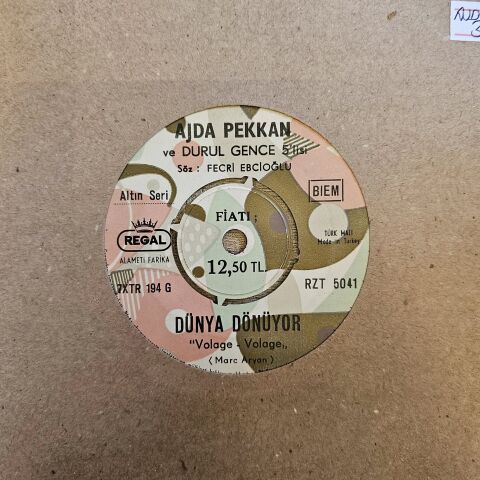 AJDA PEKKAN
ve DURUL GENCE 5'lisi
Söz : FECRİ EBCİOĞLU
Altın Seri
BIEM
FİATI :
12,50 TL.
REGAL
ALAMETİ FARİKA
TÜRK MALI
Made in Turkey
7XTR 194 G
RZT 5041
DÜNYA DÖNÜYOR
"Volage - Volage„
( Marc Aryan )